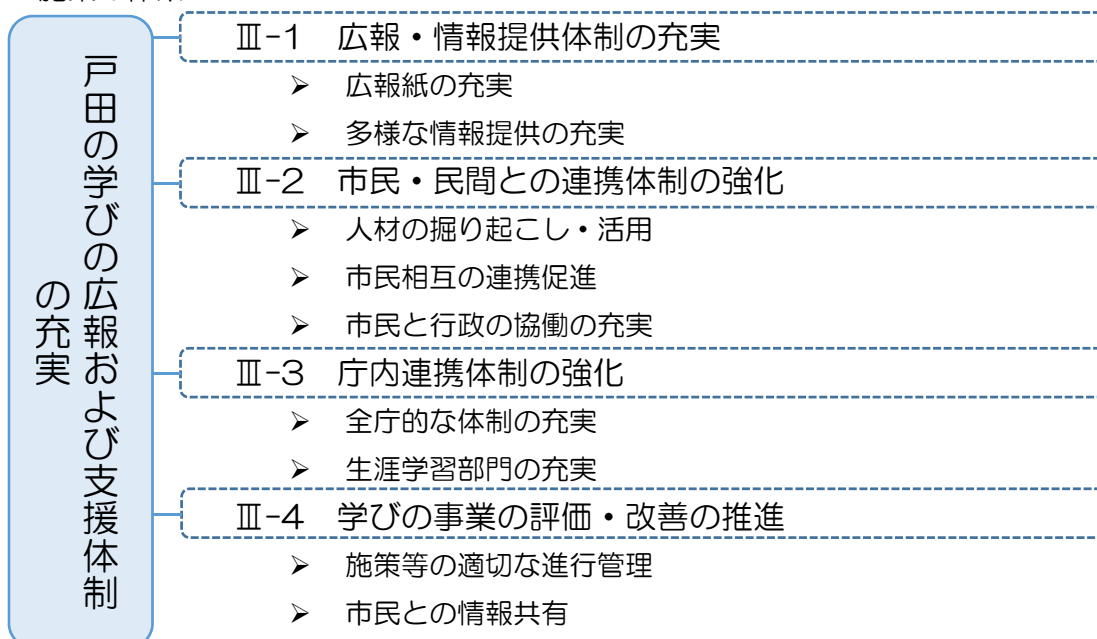 戸田の学びの広報および支援体制
の充実
Ⅲ-1 広報・情報提供体制の充実
➢ 広報紙の充実
➢ 多様な情報提供の充実
Ⅲ-2 市民・民間との連携体制の強化
➢ 人材の掘り起こし・活用
➢ 市民相互の連携促進
➢ 市民と行政の協働の充実
Ⅲ-3 庁内連携体制の強化
➢ 全庁的な体制の充実
➢ 生涯学習部門の充実
Ⅲ-4 学びの事業の評価・改善の推進
➢ 施策等の適切な進行管理
➢ 市民との情報共有